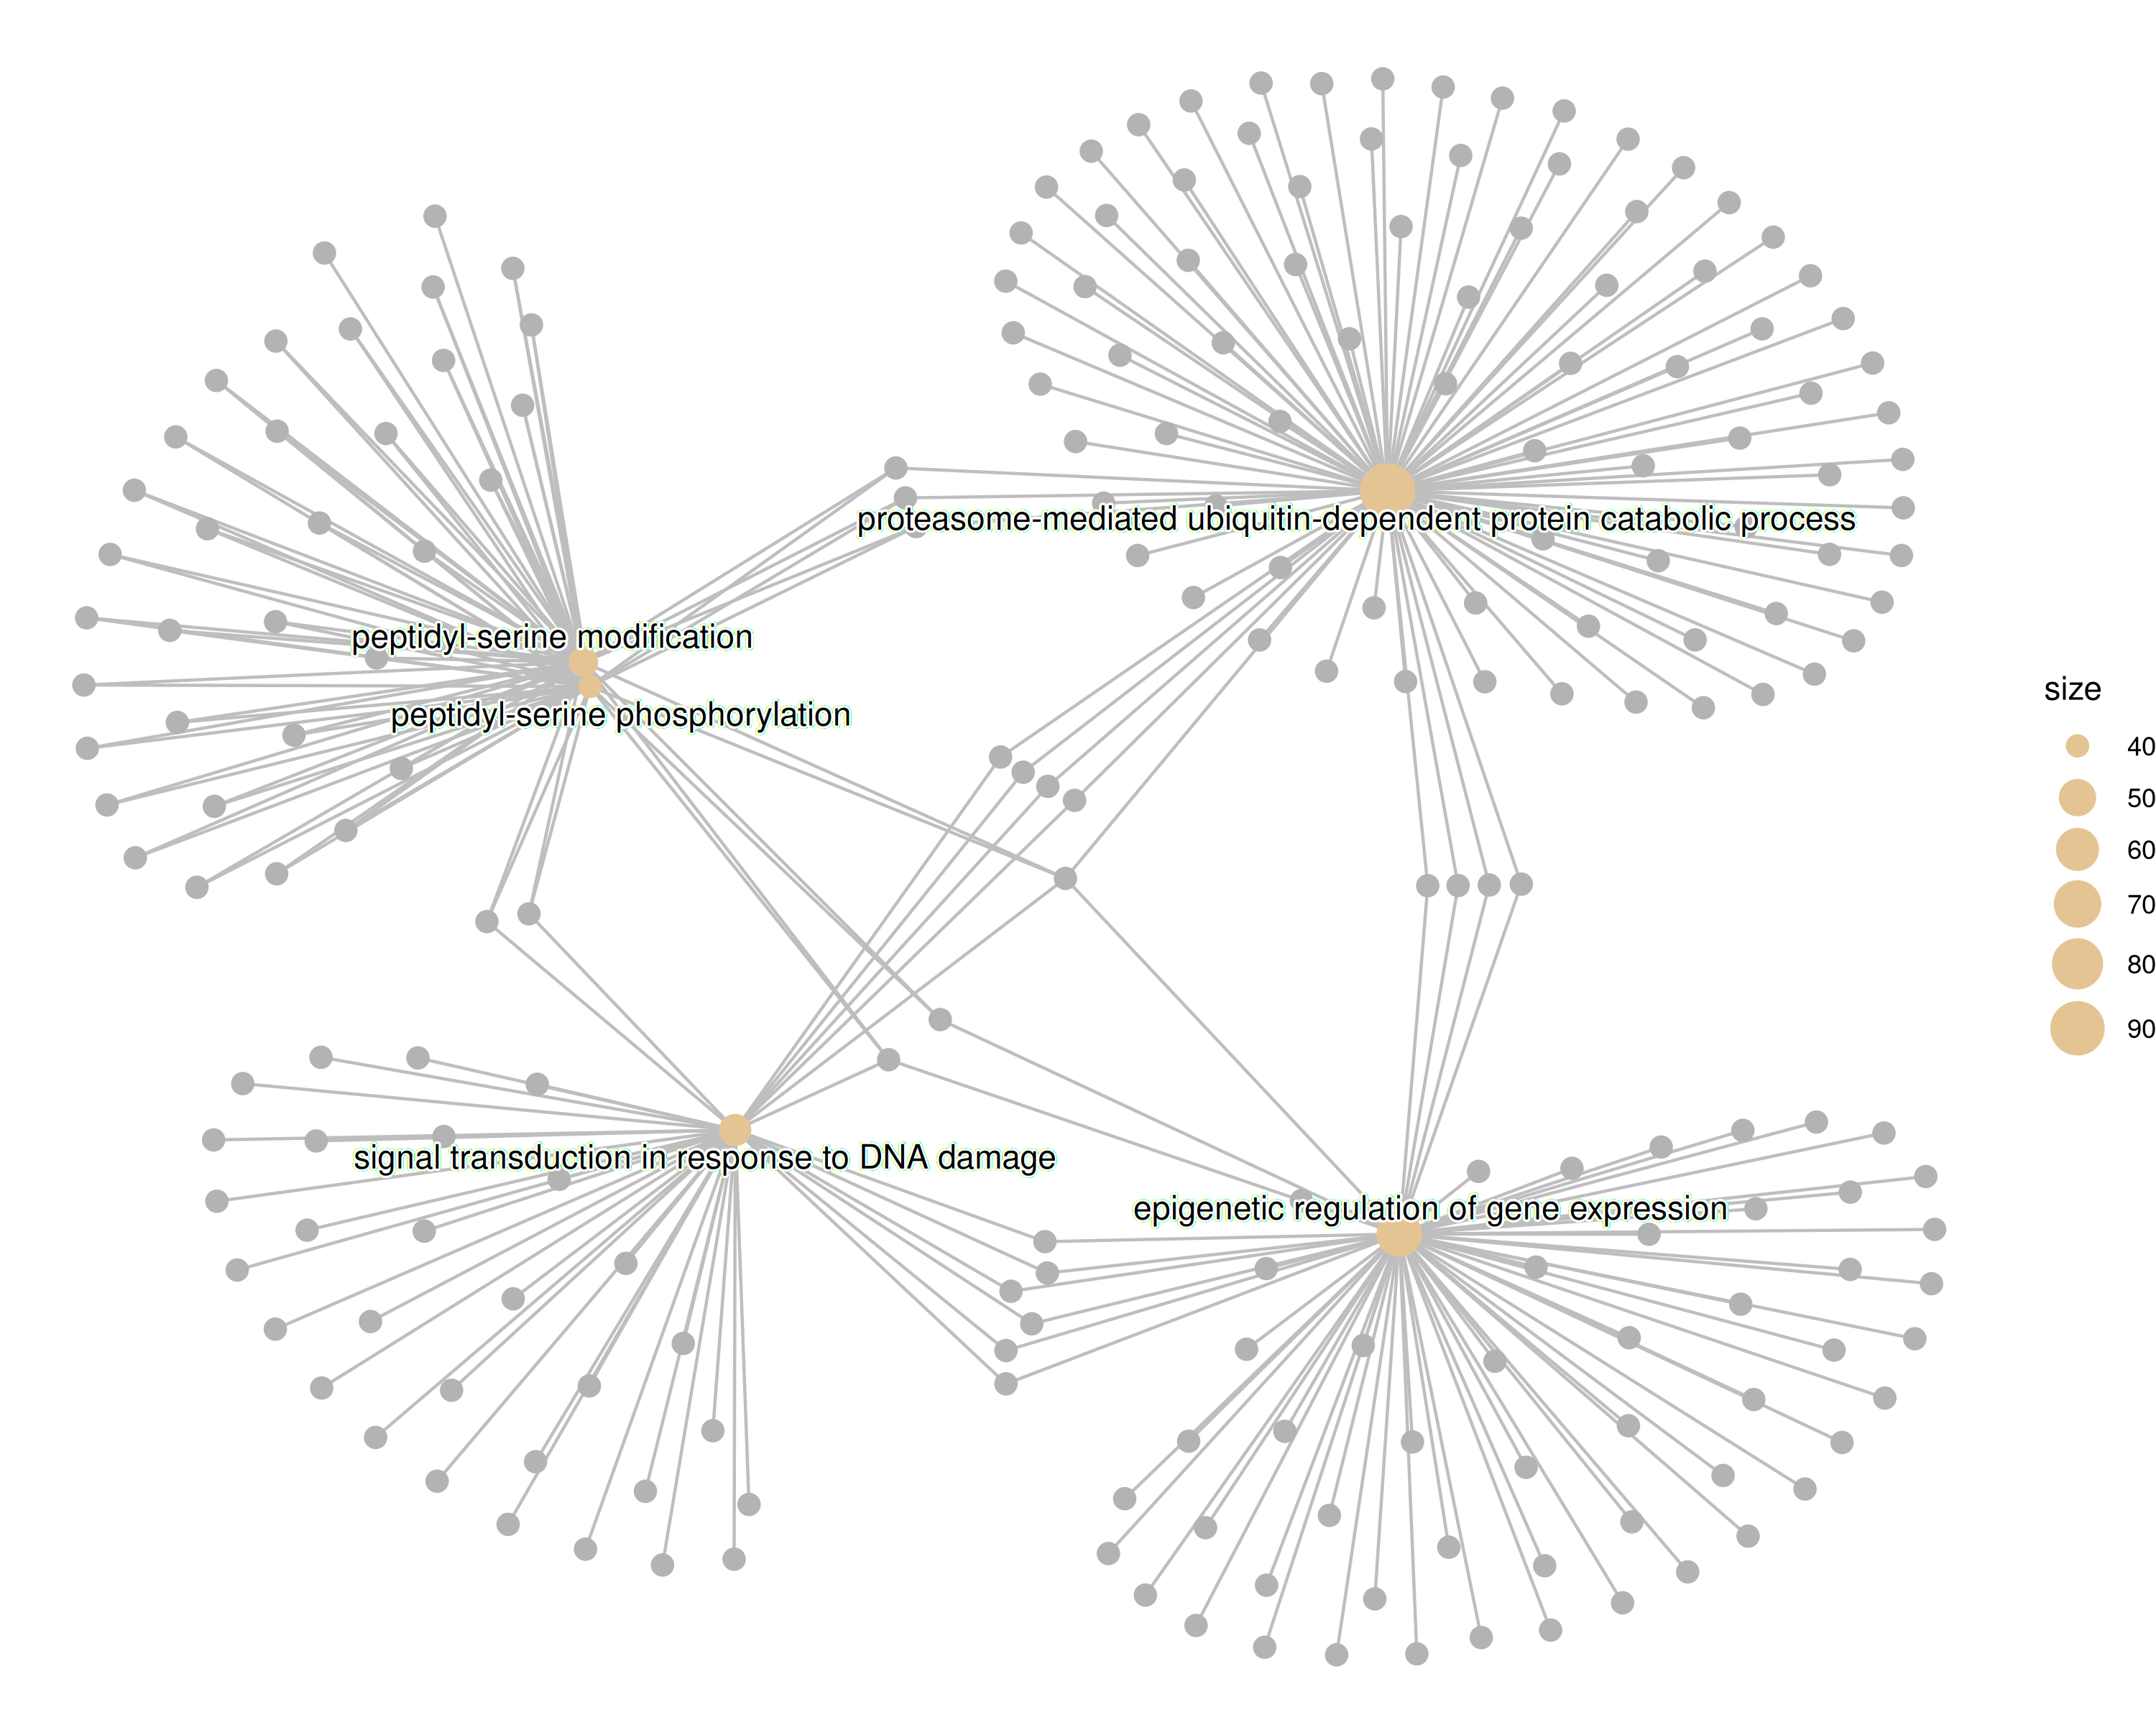 proteasome-mediated ubiquitin-dependent protein catabolic process
peptidyl-serine modification
peptidyl-serine phosphorylation
signal transduction in response to DNA damage
epigenetic regulation of gene expression
size
40
50
60
70
80
90